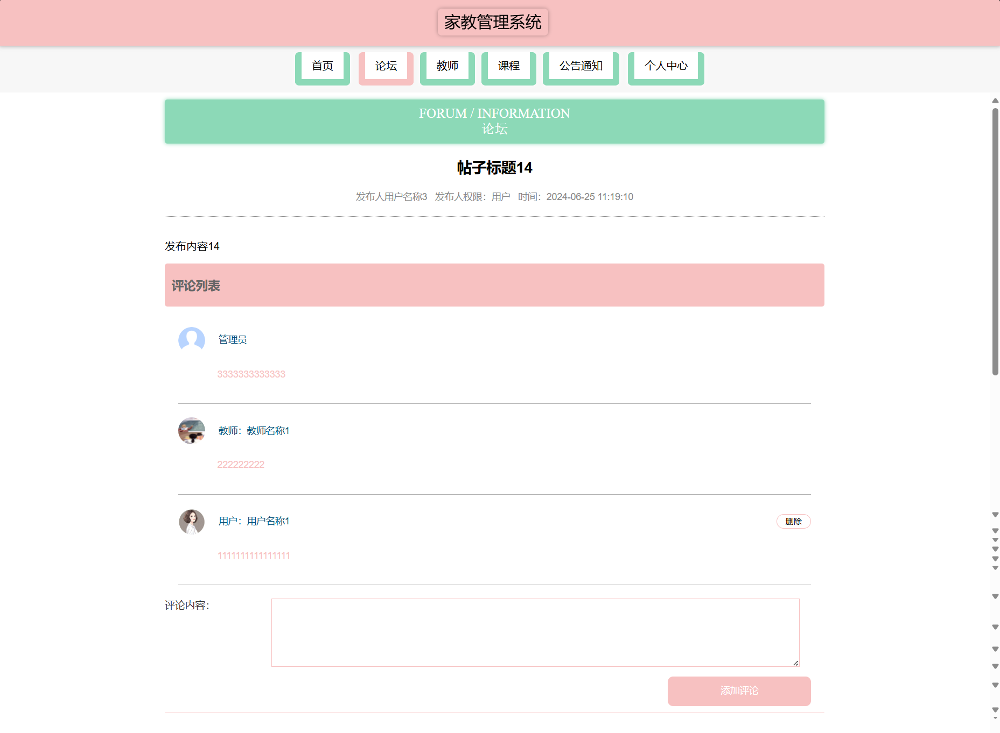 家教管理系统
首页 论坛 教师 课程 公告通知 个人中心
FORUM / INFORMATION
论坛
帖子标题14
发布人用户名称3 发布人权限：用户 时间：2024-06-25 11:19:10
发布内容14
评论列表
管理员
3333333333333
教师：教师名称1
222222222
用户：用户名称1 删除
1111111111111111
评论内容：
添加评论